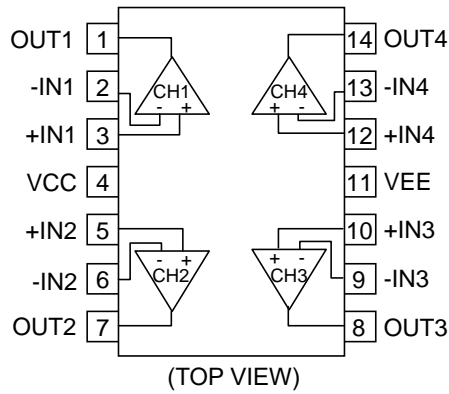 OUT1 1 14 OUT4
-IN1 2 CH1 CH4 13 -IN4
- + + -
+IN1 3 12 +IN4
VCC 4 11 VEE
+IN2 5 10 +IN3
- + + -
-IN2 6 CH2 CH3 9 -IN3
OUT2 7 8 OUT3
(TOP VIEW)